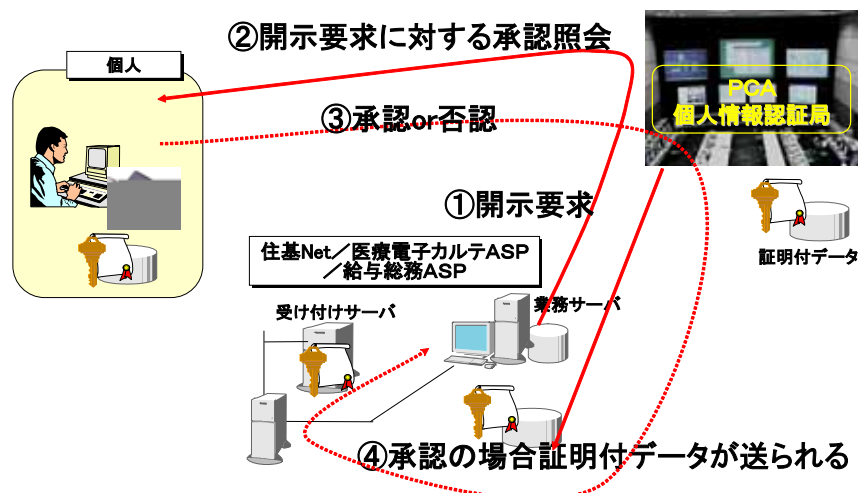 ②開示要求に対する承認照会
個人
PCA
個人情報認証局
③承認or否認
①開示要求
住基Net／医療電子カルテASP
／給与総務ASP
証明付データ
受け付けサーバ
業務サーバ
④承認の場合証明付データが送られる